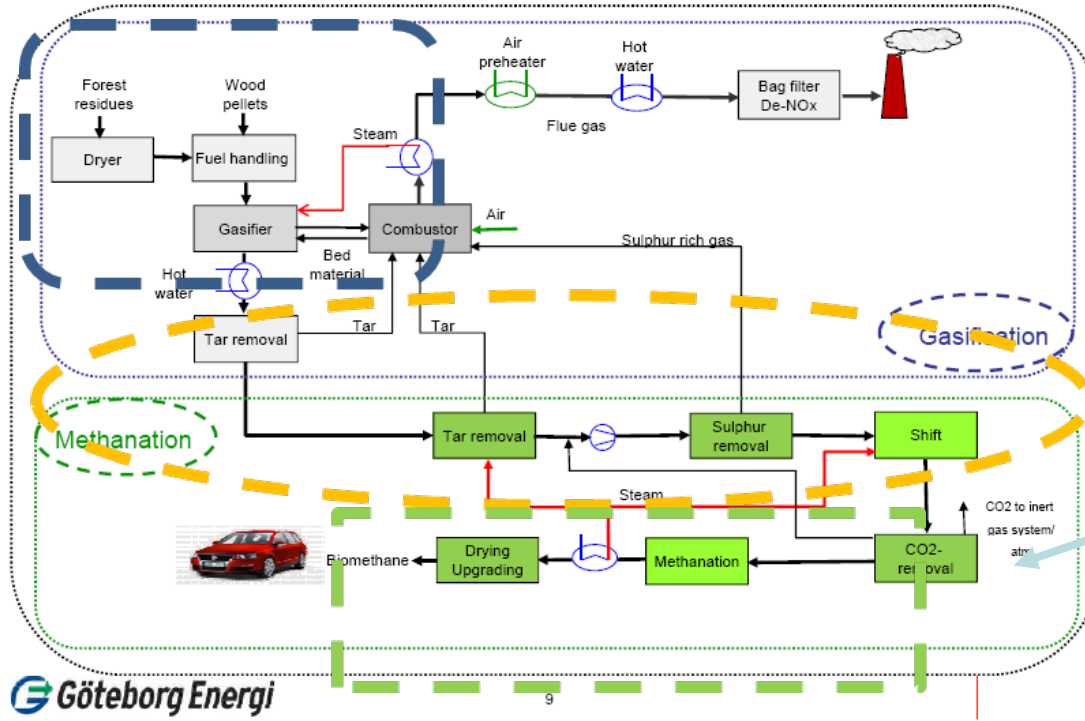 Air
preheater
Hot
water
Forest
residues
Wood
pellets
Bag filter
De-NOx
Steam
Flue gas
Dryer
Fuel handling
Gasifier
Combustor
Air
Sulphur rich gas
Hot
water
Bed
material
Tar removal
Tar
Tar
Gasification
Methanation
Tar removal
Sulphur
removal
Shift
Steam
CO2 to inert
gas system/
atm
Biomethane
Drying
Upgrading
Methanation
CO2-
removal
Göteborg Energi
9